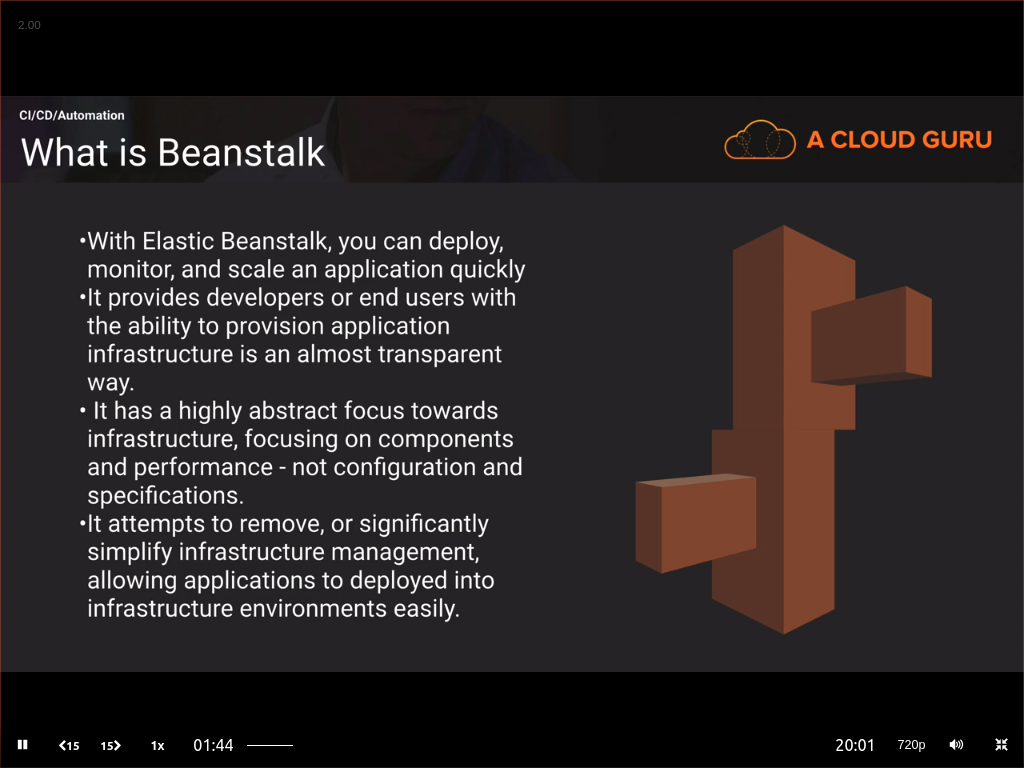 2.00
CI/CD/Automation
What is Beanstalk
A CLOUD GURU
•With Elastic Beanstalk, you can deploy,
monitor, and scale an application quickly
•It provides developers or end users with
the ability to provision application
infrastructure is an almost transparent
way.
• It has a highly abstract focus towards
infrastructure, focusing on components
and performance - not configuration and
specifications.
•It attempts to remove, or significantly
simplify infrastructure management,
allowing applications to deployed into
infrastructure environments easily.
15 15 1x 01:44 20:01 720p